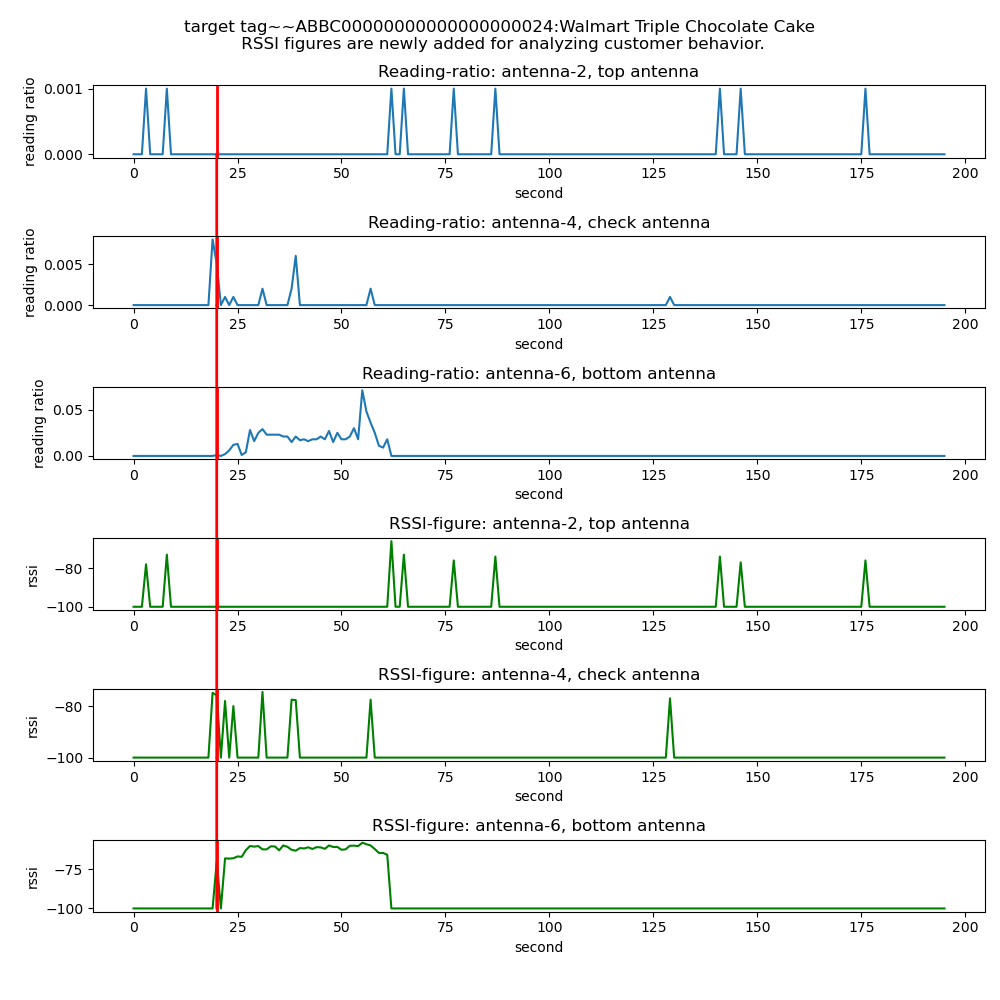 target tag~~ABBC00000000000000000024:Walmart Triple Chocolate Cake
RSSI figures are newly added for analyzing customer behavior.
Reading-ratio: antenna-2, top antenna
reading ratio
0.001
0.000
0 25 50 75 100 125 150 175 200
second
Reading-ratio: antenna-4, check antenna
reading ratio
0.005
0.000
0 25 50 75 100 125 150 175 200
second
Reading-ratio: antenna-6, bottom antenna
reading ratio
0.05
0.00
0 25 50 75 100 125 150 175 200
second
RSSI-figure: antenna-2, top antenna
rssi
−80
−100
0 25 50 75 100 125 150 175 200
second
RSSI-figure: antenna-4, check antenna
rssi
−80
−100
0 25 50 75 100 125 150 175 200
second
RSSI-figure: antenna-6, bottom antenna
rssi
−75
−100
0 25 50 75 100 125 150 175 200
second